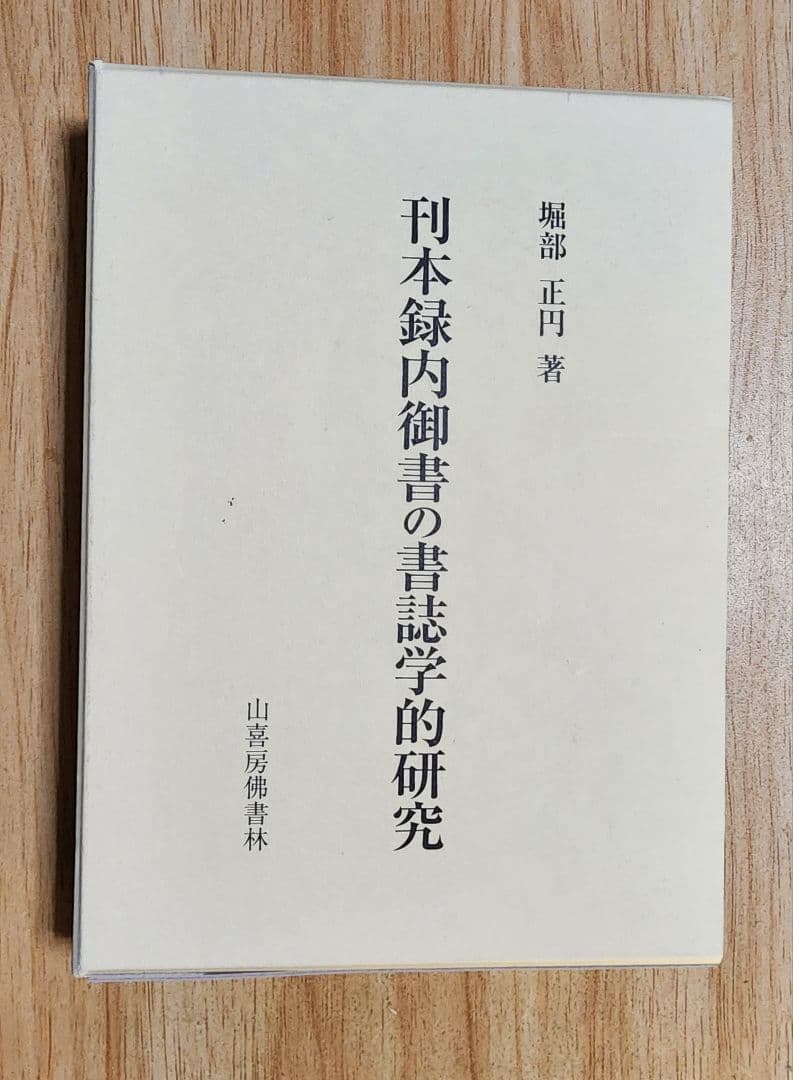 堀部 正円 著
刊本録内御書の書誌学的研究
山喜房佛書林